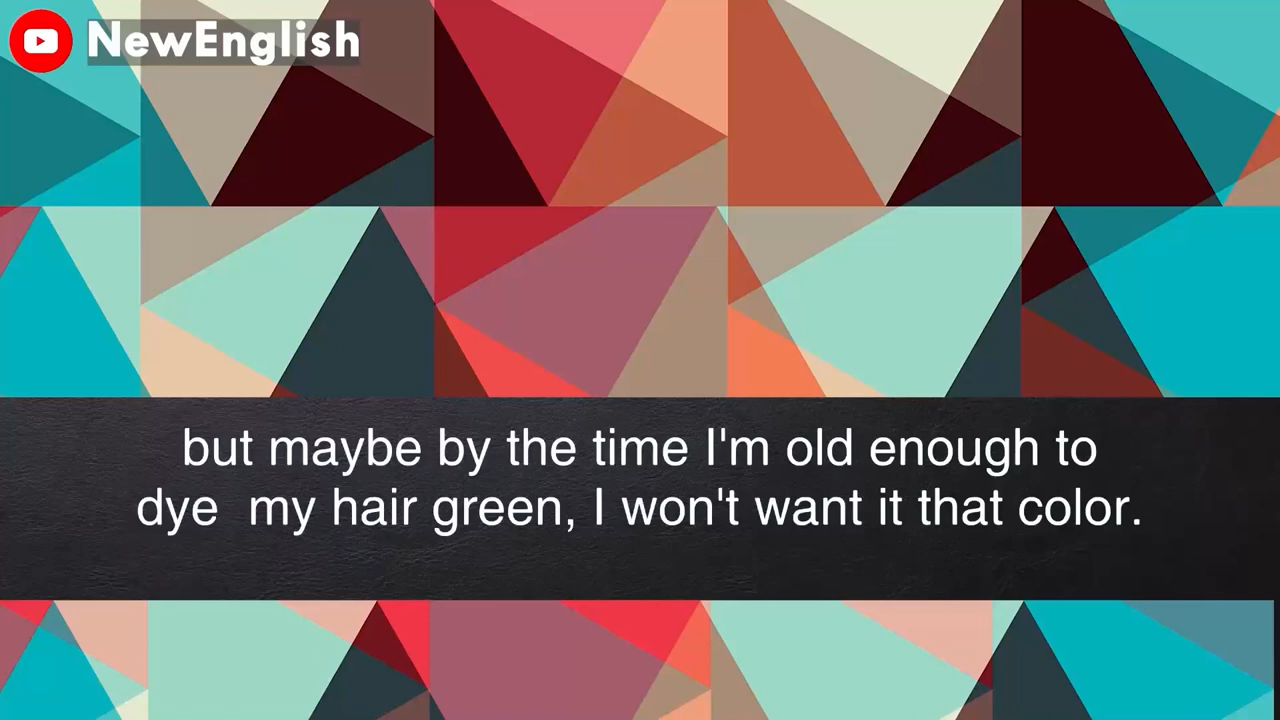 NewEnglish
but maybe by the time I'm old enough to
dye  my hair green, I won't want it that color.